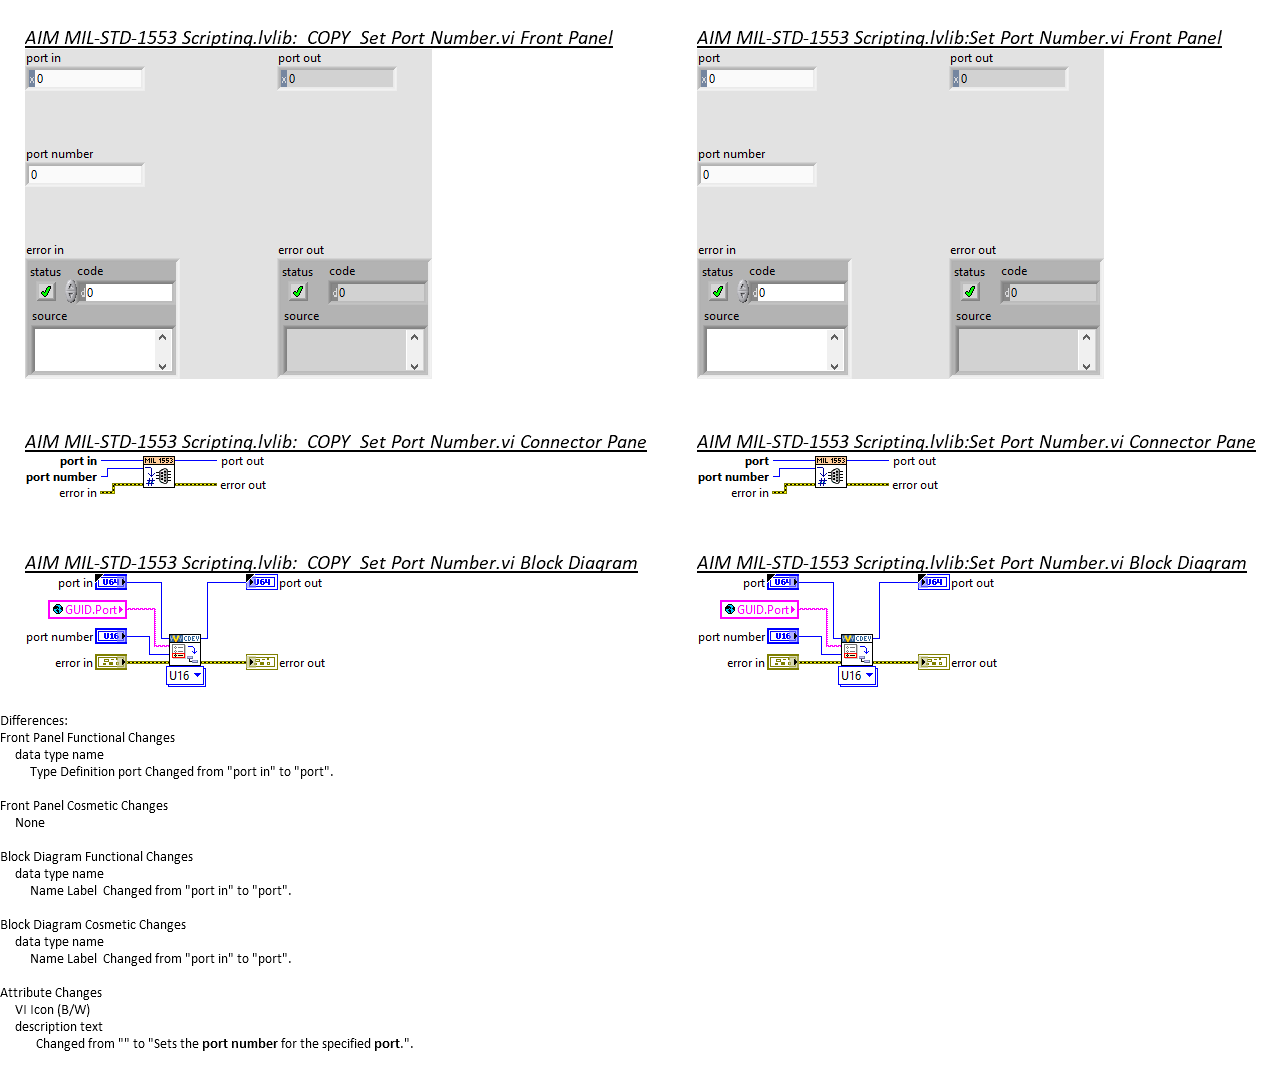 AIM MIL-STD-1553 Scripting.lvlib:  COPY  Set Port Number.vi Front Panel
port in
port out
x 0
x 0
port number
0
error in
error out
status
code
status
code
d 0
d 0
source
source
AIM MIL-STD-1553 Scripting.lvlib:Set Port Number.vi Front Panel
port
port out
x 0
x 0
port number
0
error in
error out
status
code
status
code
d 0
d 0
source
source
AIM MIL-STD-1553 Scripting.lvlib:  COPY  Set Port Number.vi Connector Pane
port in
MIL 1553
port out
port number
#
error in
error out
AIM MIL-STD-1553 Scripting.lvlib:Set Port Number.vi Connector Pane
port
MIL 1553
port out
port number
#
error in
error out
AIM MIL-STD-1553 Scripting.lvlib:  COPY  Set Port Number.vi Block Diagram
port in
U64
U64
port out
GUID.Port
port number
U16
CDEV
error in
error out
U16
AIM MIL-STD-1553 Scripting.lvlib:Set Port Number.vi Block Diagram
port
U64
U64
port out
GUID.Port
port number
U16
CDEV
error in
error out
U16
Differences:
Front Panel Functional Changes
data type name
Type Definition port Changed from "port in" to "port".
Front Panel Cosmetic Changes
None
Block Diagram Functional Changes
data type name
Name Label  Changed from "port in" to "port".
Block Diagram Cosmetic Changes
data type name
Name Label  Changed from "port in" to "port".
Attribute Changes
VI Icon (B/W)
description text
Changed from "" to "Sets the port number for the specified port.".